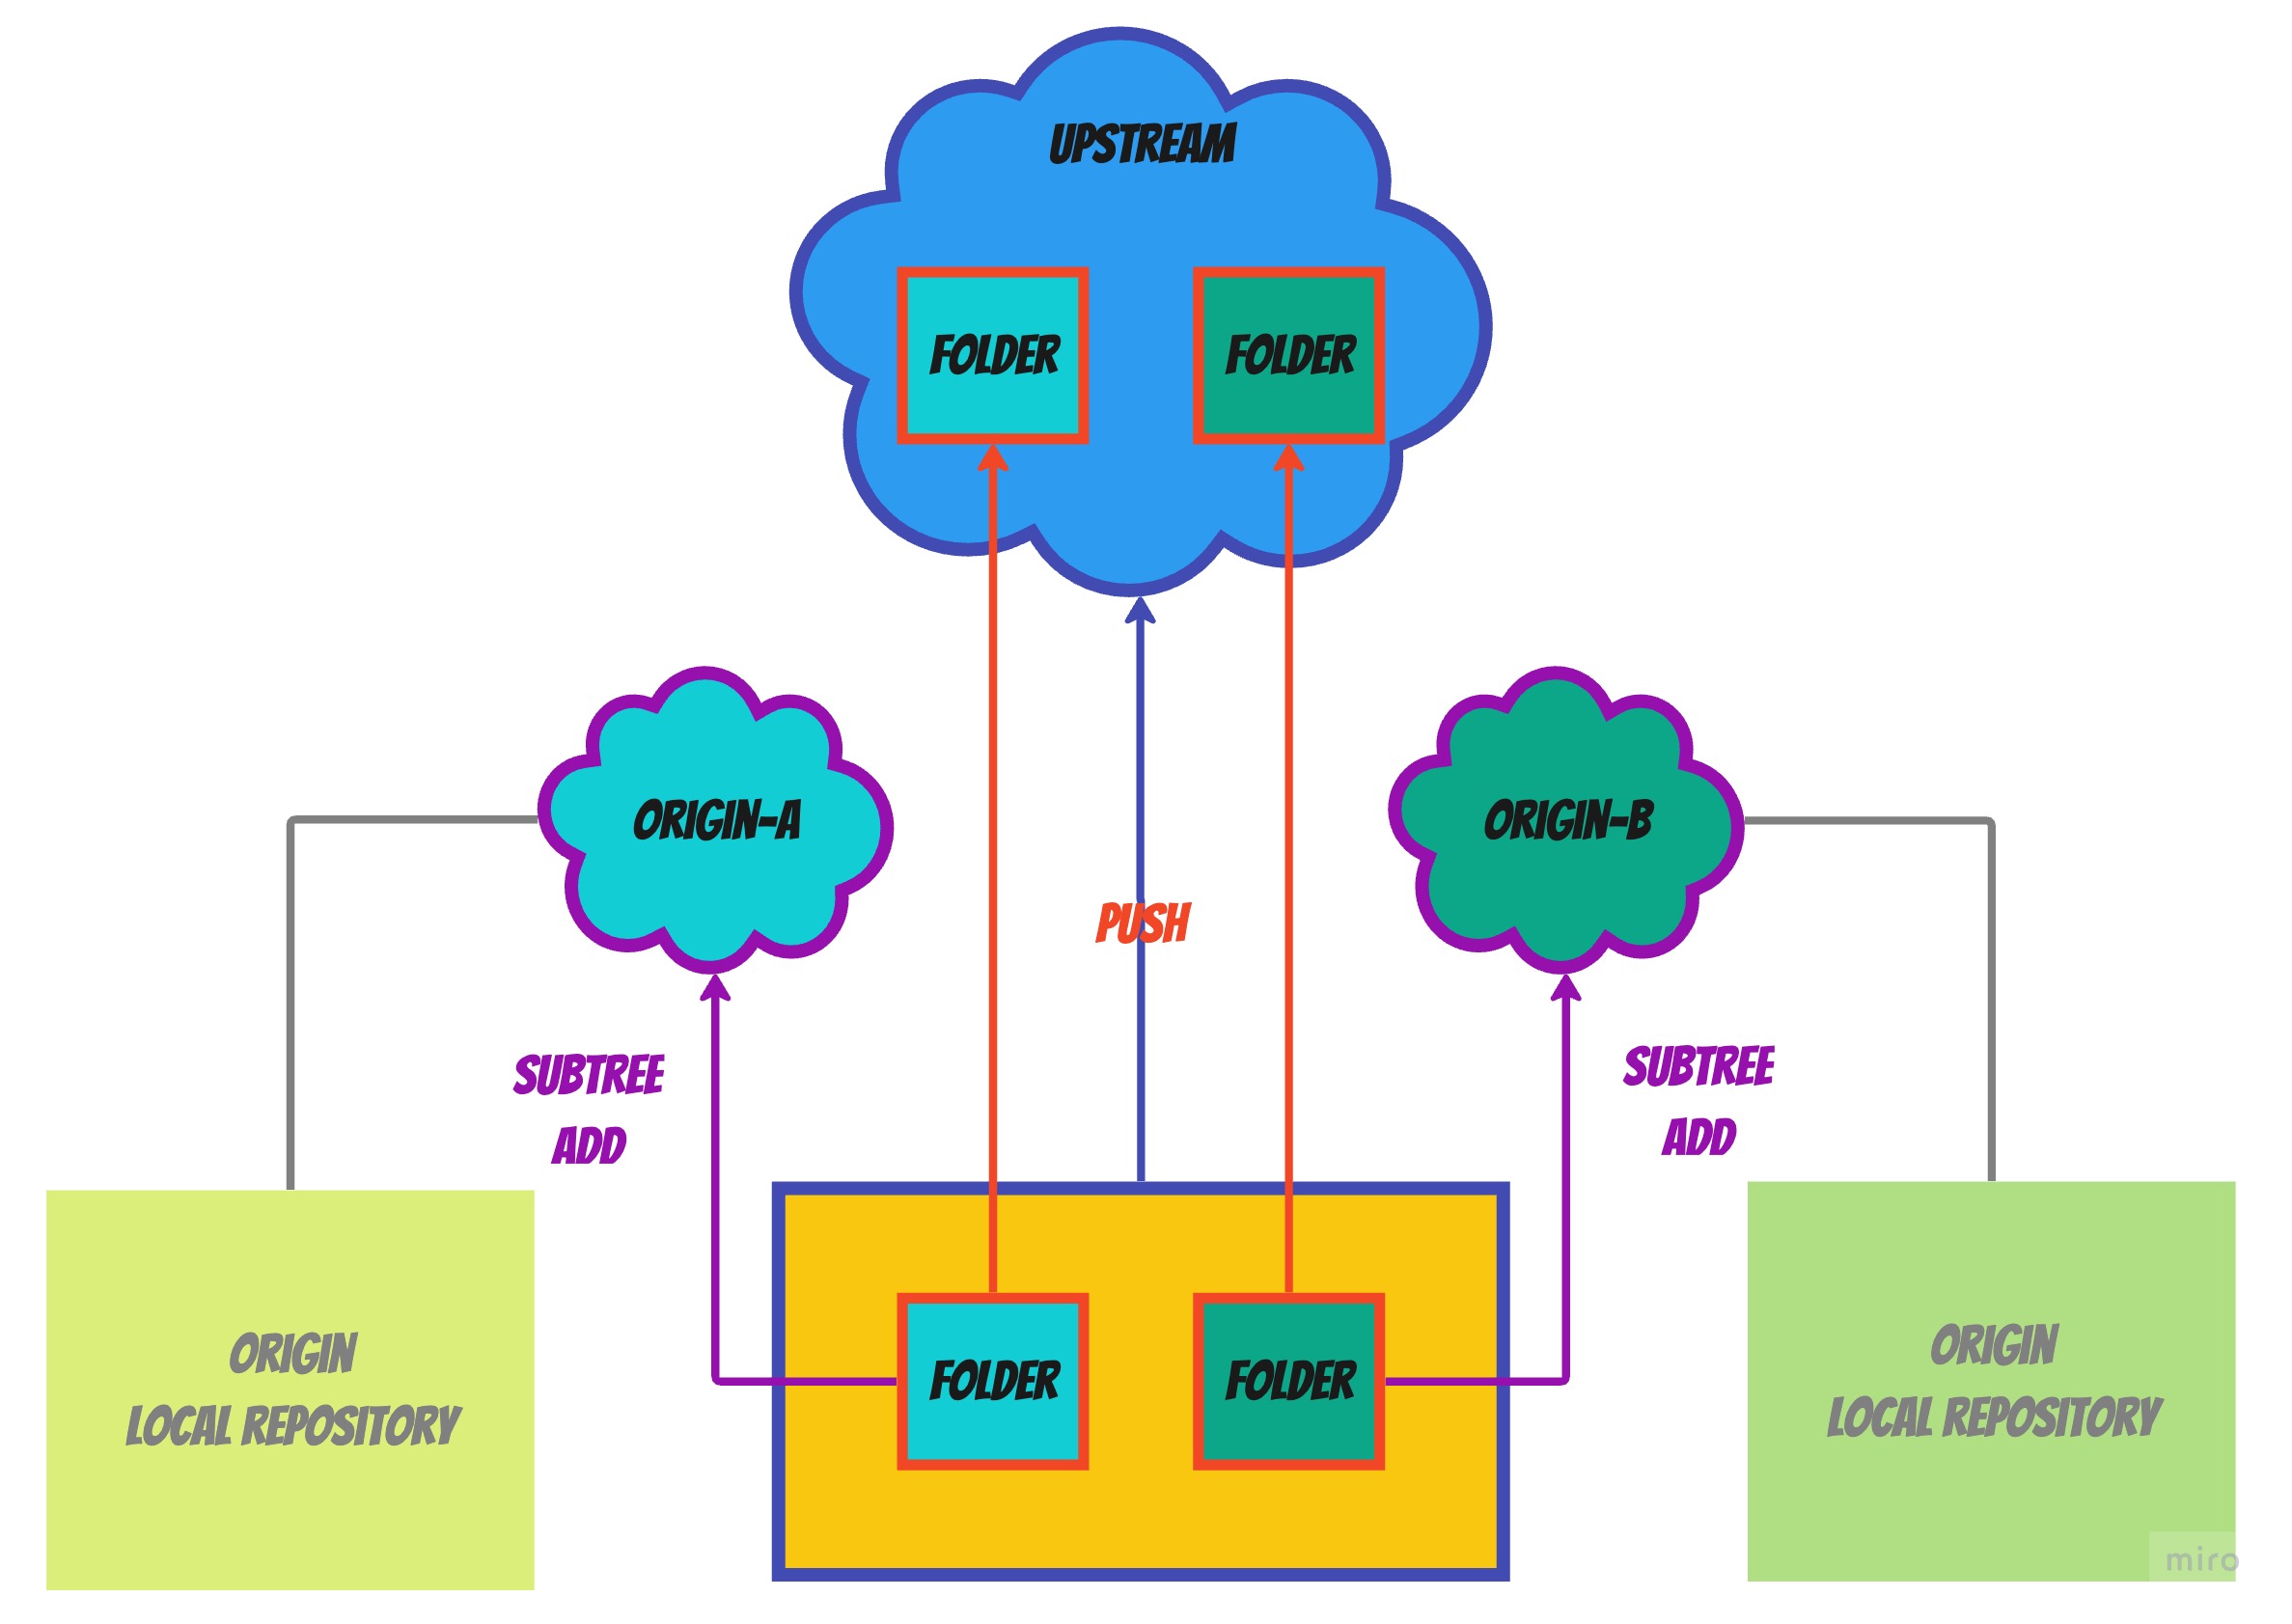 UPSTREAM
FOLDER
FOLDER
ORIGIN-A
ORIGIN-B
PUSH
SUBTREE
ADD
SUBTREE
ADD
ORIGIN
LOCAL REPOSITORY
FOLDER
FOLDER
ORIGIN
LOCAL REPOSITORY
miro